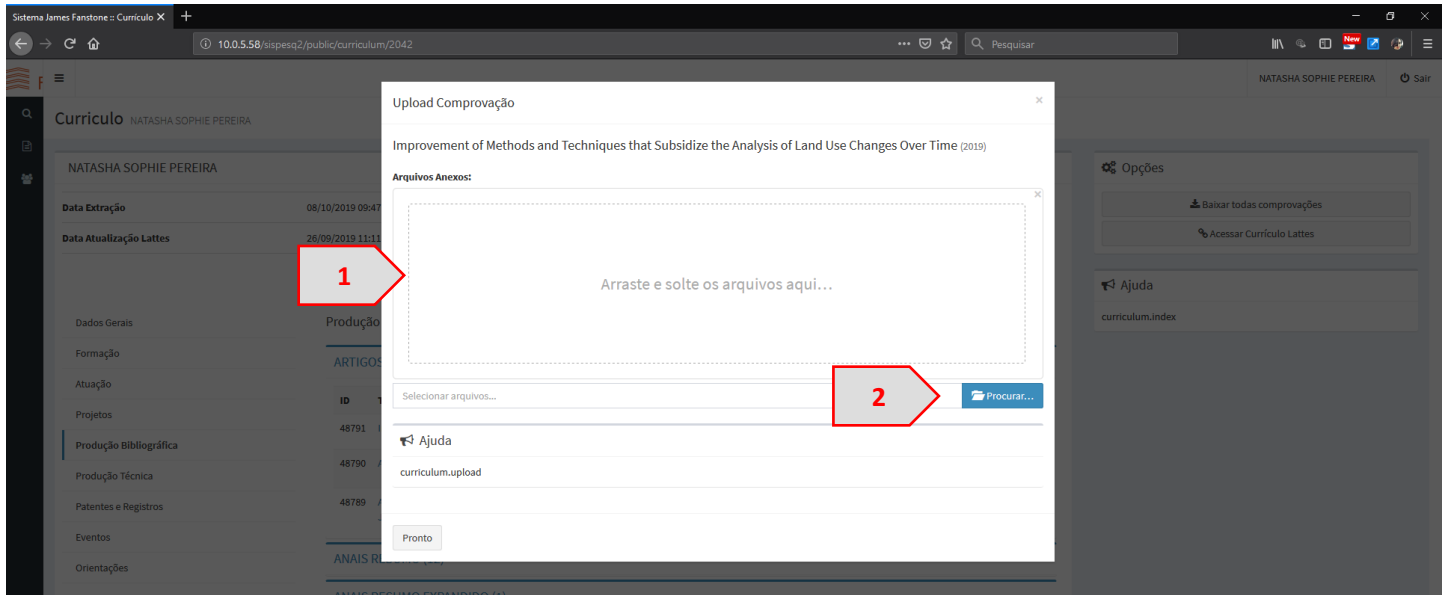 Sistema James Fanstone :: Currículo
10.0.5.58/sispesq2/public/curriculum/2042
Pesquisar
New
NATASHA SOPHIE PEREIRA
Sair
Curriculo NATASHA SOPHIE PEREIRA
NATASHA SOPHIE PEREIRA
Data Extração
08/10/2019 09:47
Data Atualização Lattes
26/09/2019 11:11
Dados Gerais
Formação
Atuação
Projetos
Produção Bibliográfica
Produção Técnica
Patentes e Registros
Eventos
Orientações
Produção
ARTIGOS
ID
48791
48790
48789
Upload Comprovação
Improvement of Methods and Techniques that Subsidize the Analysis of Land Use Changes Over Time (2019)
Arquivos Anexos:
1
Arraste e solte os arquivos aqui...
Selecionar arquivos...
2
Procurar...
Ajuda
curriculum.upload
Pronto
Opções
Baixar todas comprovações
Acessar Currículo Lattes
Ajuda
curriculum.index